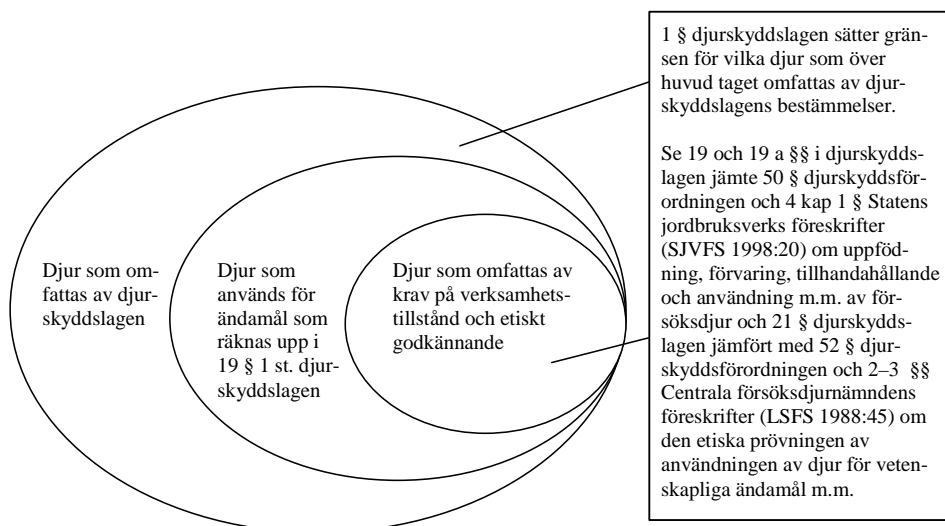 1 § djurskyddslagen sätter grän-
sen för vilka djur som över
huvud taget omfattas av djur-
skyddslagens bestämmelser.
Se 19 och 19 a §§ i djurskydds-
lagen jämte 50 § djurskyddsför-
ordningen och 4 kap 1 § Statens
jordbruksverks föreskrifter
(SJVFS 1998:20) om uppföd-
ning, förvaring, tillhandahållande
och användning m.m. av för-
söksdjur och 21 § djurskydds-
lagen jämfört med 52 § djur-
skyddsförordningen och 2–3 §§
Centrala försöksdjurnämndens
föreskrifter (LSFS 1988:45) om
den etiska prövningen av
användningen av djur för veten-
skapliga ändamål m.m.
Djur som om-
fattas av djur-
skyddslagen
Djur som
används för
ändamål som
räknas upp i
19 § 1 st. djur-
skyddslagen
Djur som omfattas av
krav på verksamhets-
tillstånd och etiskt
godkännande